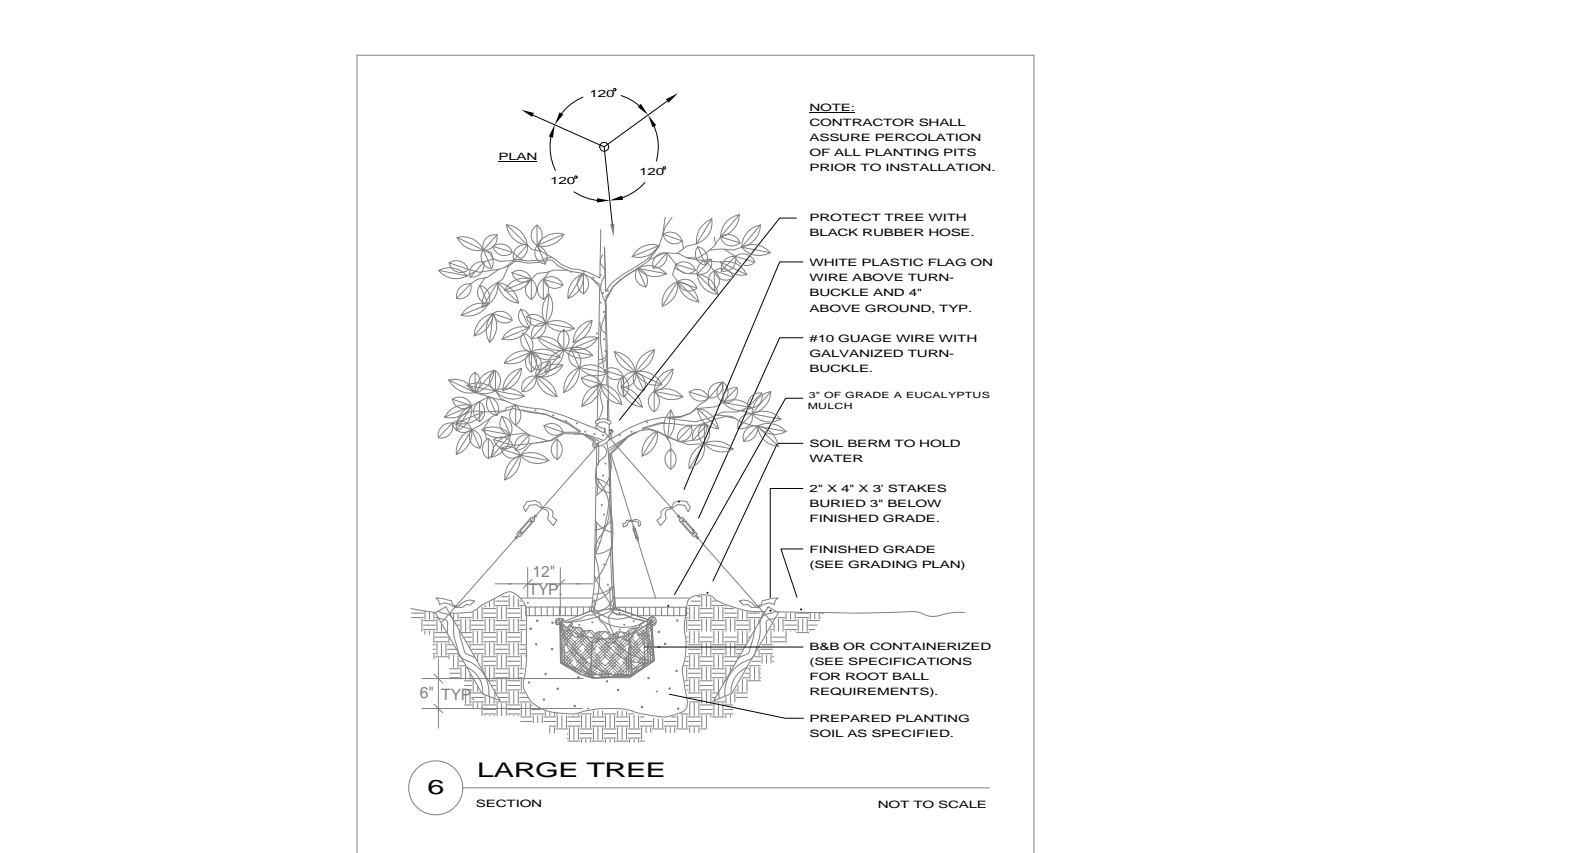 120°
PLAN
120°
120°
NOTE:
CONTRACTOR SHALL
ASSURE PERCOLATION
OF ALL PLANTING PITS
PRIOR TO INSTALLATION.
PROTECT TREE WITH
BLACK RUBBER HOSE.
WHITE PLASTIC FLAG ON
WIRE ABOVE TURN-
BUCKLE AND 4"
ABOVE GROUND, TYP.
#10 GUAGE WIRE WITH
GALVANIZED TURN-
BUCKLE.
3" OF GRADE A EUCALYPTUS
MULCH
SOIL BERM TO HOLD
WATER
2" X 4" X 3' STAKES
BURIED 3" BELOW
FINISHED GRADE.
FINISHED GRADE
(SEE GRADING PLAN)
12"
TYP.
B&B OR CONTAINERIZED
(SEE SPECIFICATIONS
FOR ROOT BALL
REQUIREMENTS).
6" TYP.
PREPARED PLANTING
SOIL AS SPECIFIED.
6
LARGE TREE
SECTION
NOT TO SCALE